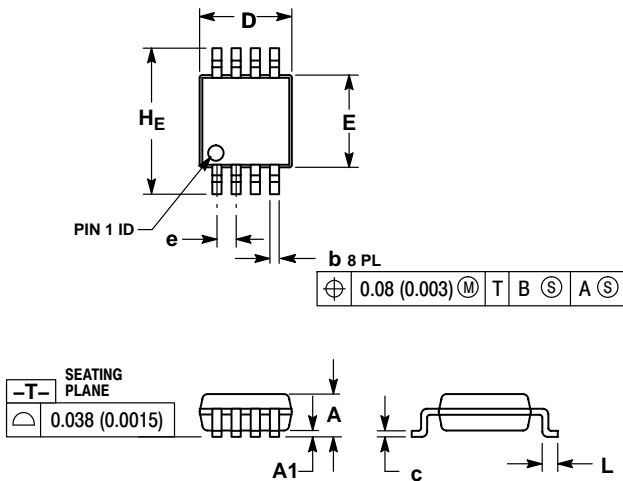 D
H_E
E
PIN 1 ID
e
b 8 PL
⌖ 0.08 (0.003) Ⓜ T B Ⓢ A Ⓢ
–T– SEATING PLANE
⌓ 0.038 (0.0015)
A
A1
c
L